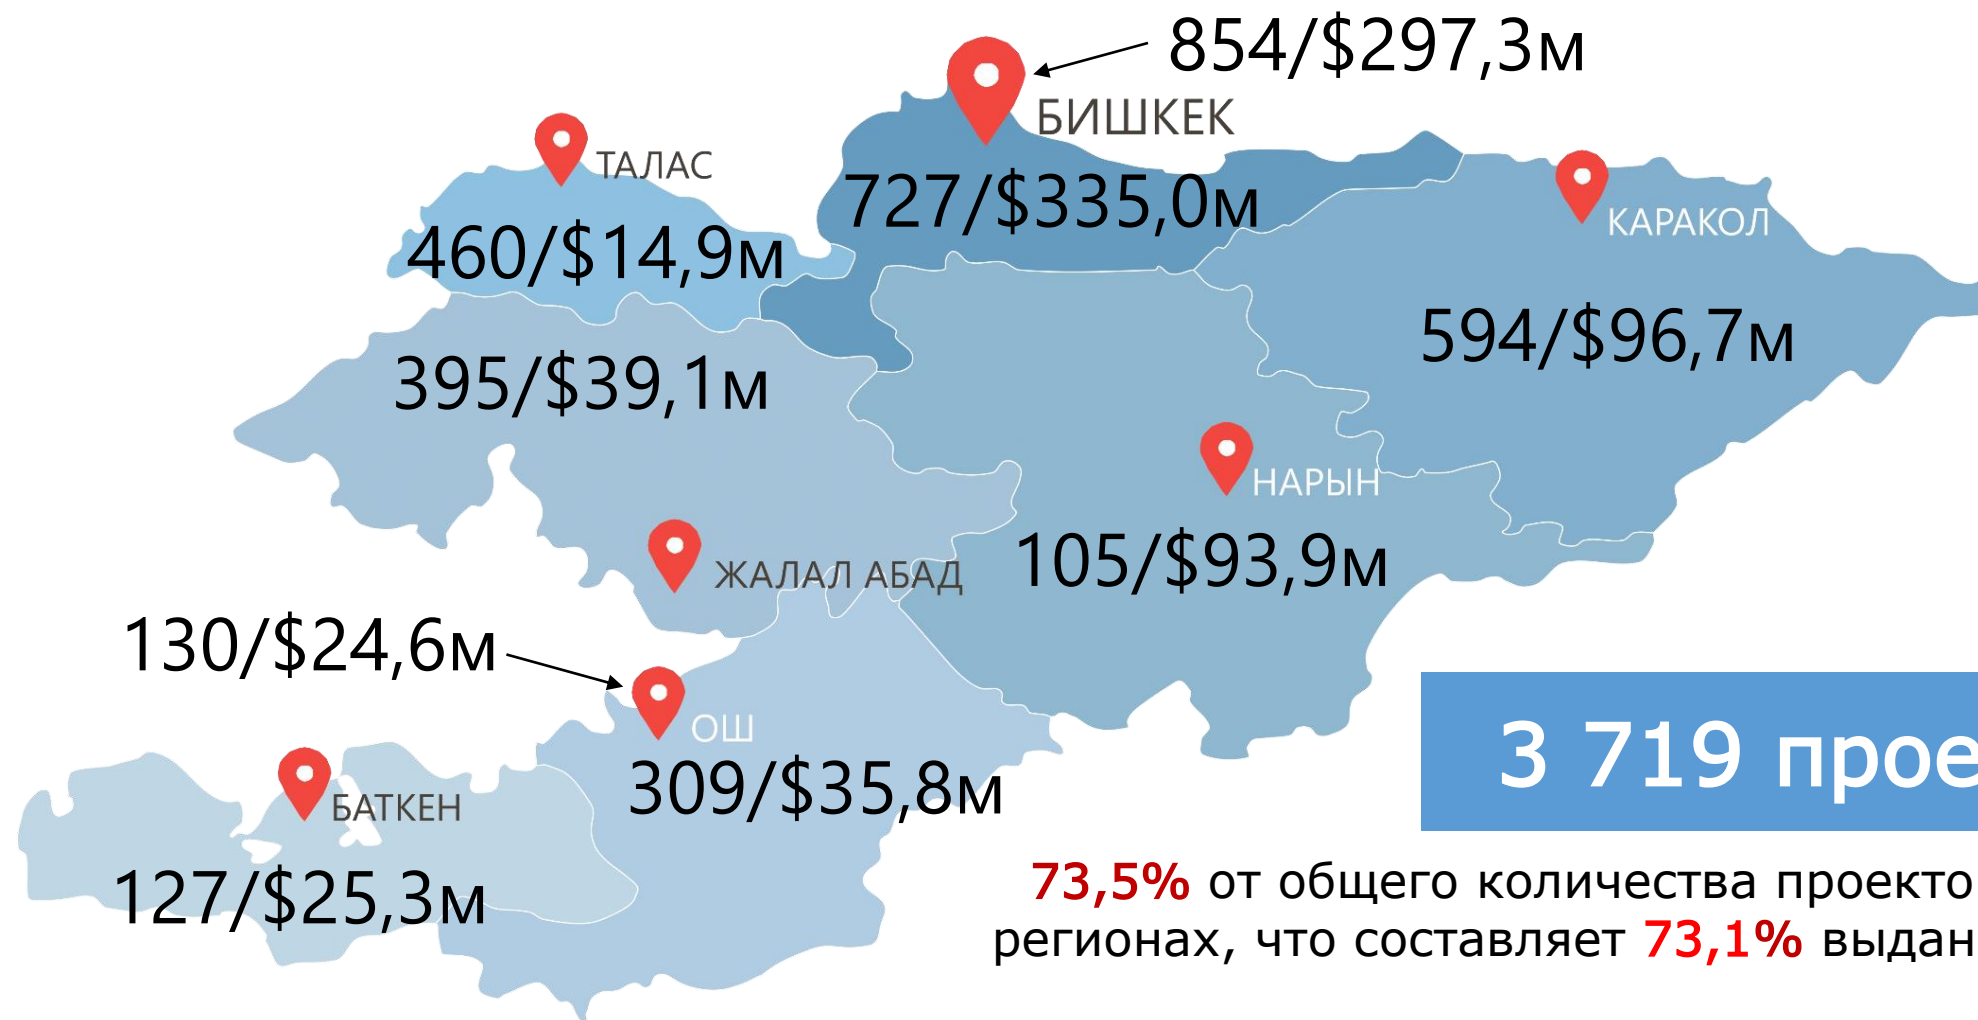 854/$297,3м
БИШКЕК
ТАЛАС
727/$335,0м
КАРАКОЛ
460/$14,9м
594/$96,7м
395/$39,1м
НАРЫН
105/$93,9м
ЖАЛАЛ АБАД
130/$24,6м
ОШ
309/$35,8м
БАТКЕН
127/$25,3м
3 719 прое
73,5% от общего количества проекто
регионах, что составляет 73,1% выдан